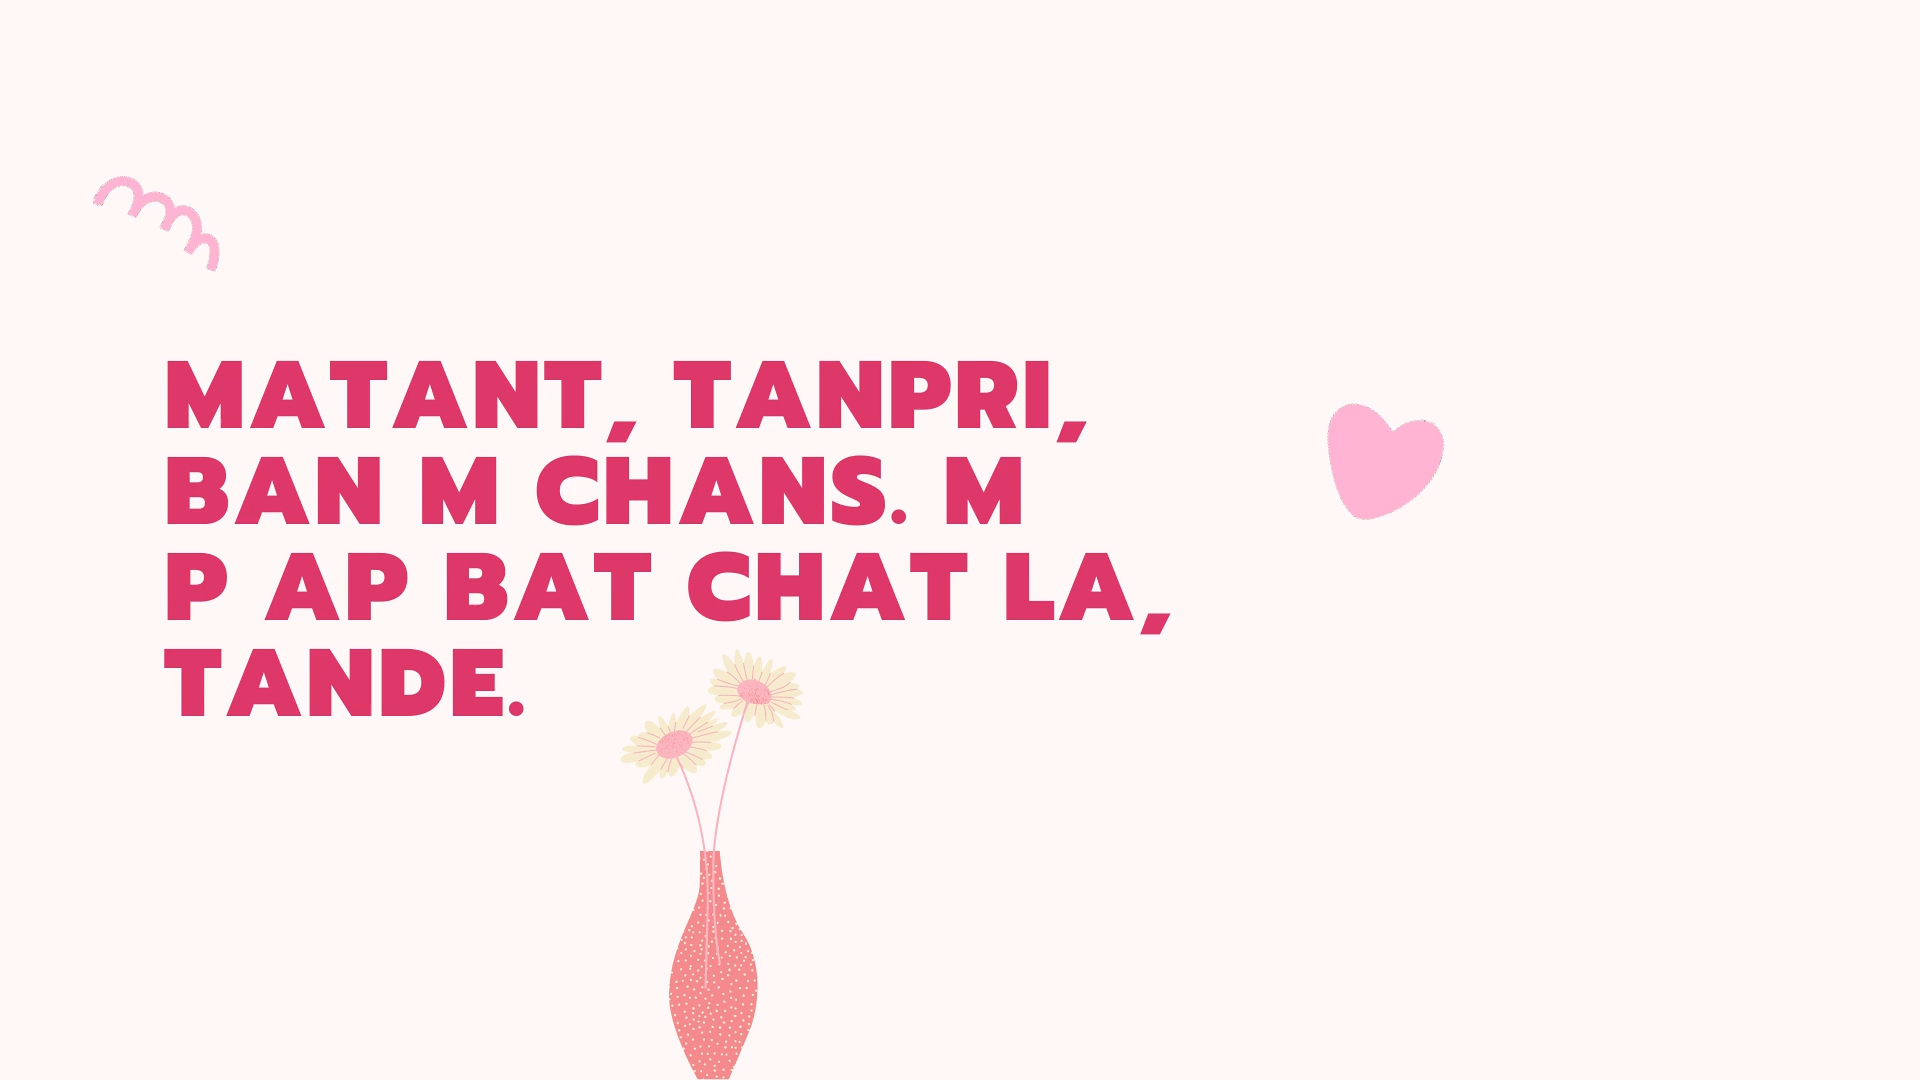 MATANT, TANPRI,
BAN M CHANS. M
P AP BAT CHAT LA,
TANDE.